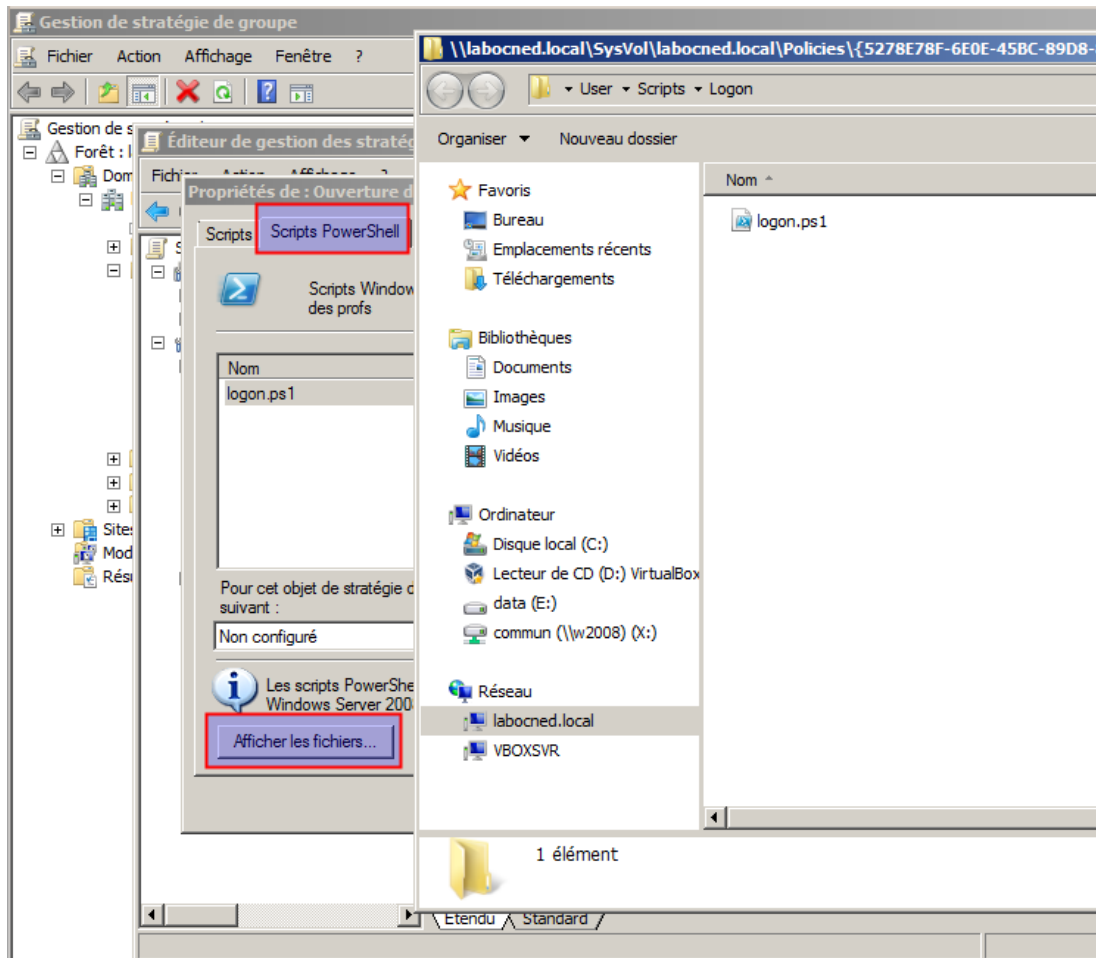 Gestion de stratégie de groupe
Fichier Action Affichage Fenêtre ?
Gestion de s
Forêt : l
Dom
Sites
Mod
Résu
Éditeur de gestion des stratég
Fichier Action Affichage ?
Propriétés de : Ouverture d
Scripts
Scripts PowerShell
Scripts Window
des profs
Nom
logon.ps1
Pour cet objet de stratégie d
suivant :
Non configuré
Les scripts PowerShe
Windows Server 200
Afficher les fichiers...
\\labocned.local\SysVol\labocned.local\Policies\{5278E78F-6E0E-45BC-89D8-
User Scripts Logon
Organiser Nouveau dossier
Favoris
Bureau
Emplacements récents
Téléchargements
Bibliothèques
Documents
Images
Musique
Vidéos
Ordinateur
Disque local (C:)
Lecteur de CD (D:) VirtualBox
data (E:)
commun (\\w2008) (X:)
Réseau
labocned.local
VBOXSVR
Nom
logon.ps1
1 élément
Étendu Standard